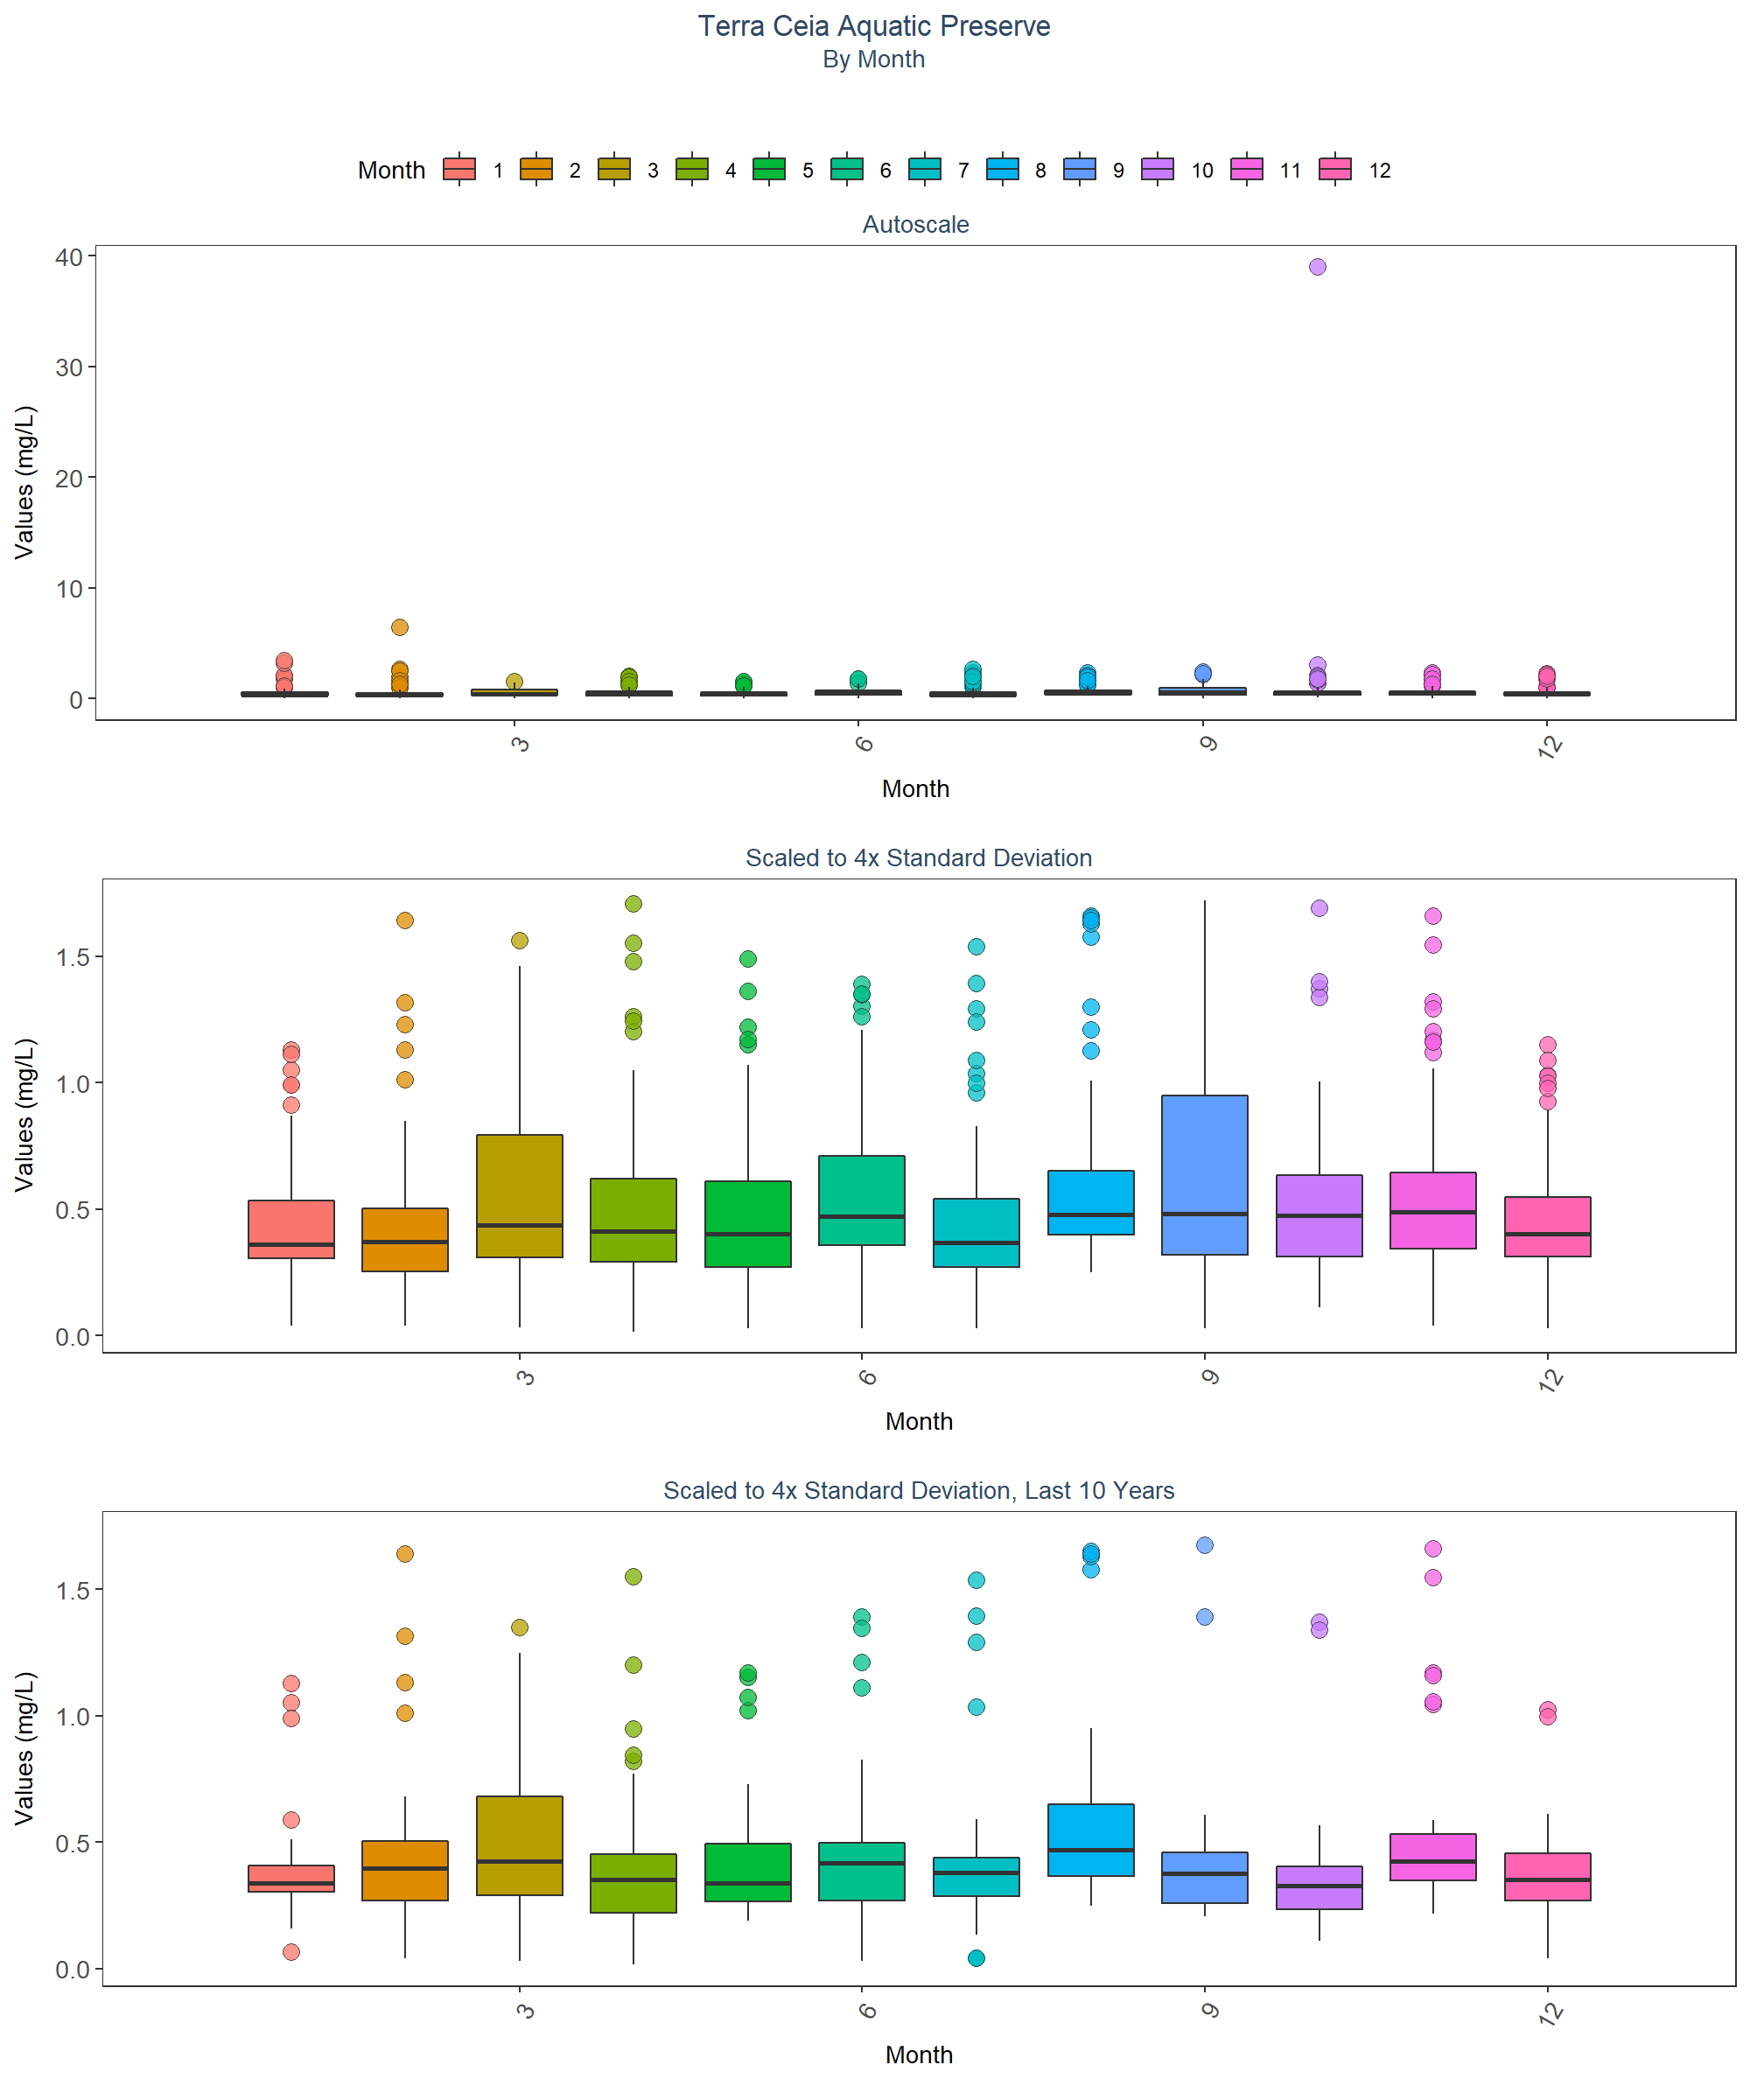 Terra Ceia Aquatic Preserve
By Month
Month 1 2 3 4 5 6 7 8 9 10 11 12
Autoscale
Values (mg/L)
40
30
20
10
0
3 6 9 12
Month
Scaled to 4x Standard Deviation
Values (mg/L)
1.5
1.0
0.5
0.0
3 6 9 12
Month
Scaled to 4x Standard Deviation, Last 10 Years
Values (mg/L)
1.5
1.0
0.5
0.0
3 6 9 12
Month